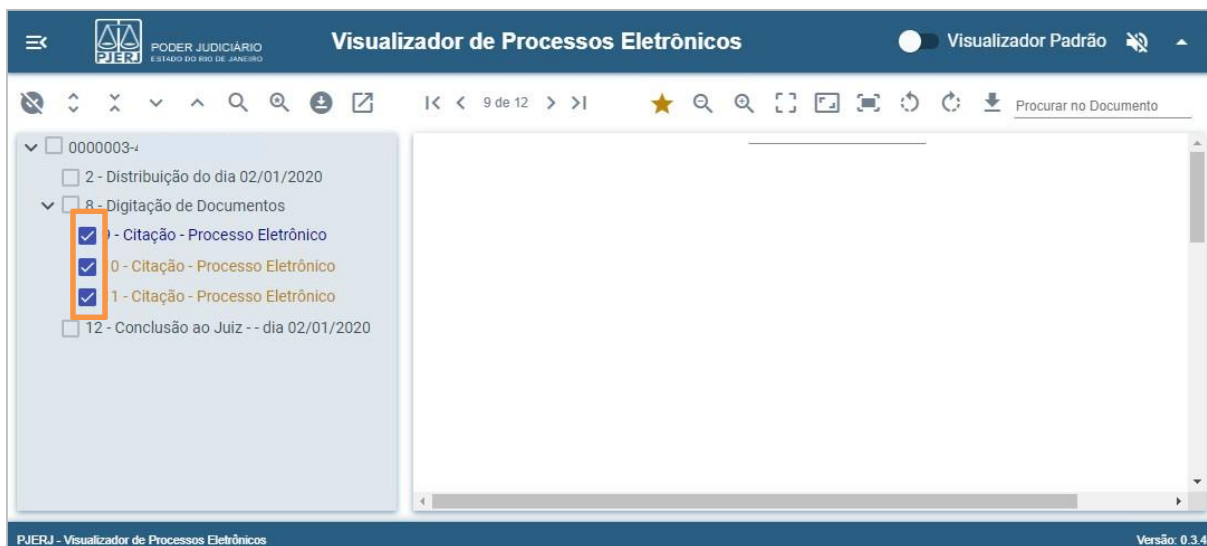 PJERJ
PODER JUDICIÁRIO
ESTADO DO RIO DE JANEIRO
Visualizador de Processos Eletrônicos
Visualizador Padrão
9 de 12
Procurar no Documento
0000003-
2 - Distribuição do dia 02/01/2020
8 - Digitação de Documentos
9 - Citação - Processo Eletrônico
0 - Citação - Processo Eletrônico
1 - Citação - Processo Eletrônico
12 - Conclusão ao Juiz - - dia 02/01/2020
PJERJ - Visualizador de Processos Eletrônicos
Versão: 0.3.4